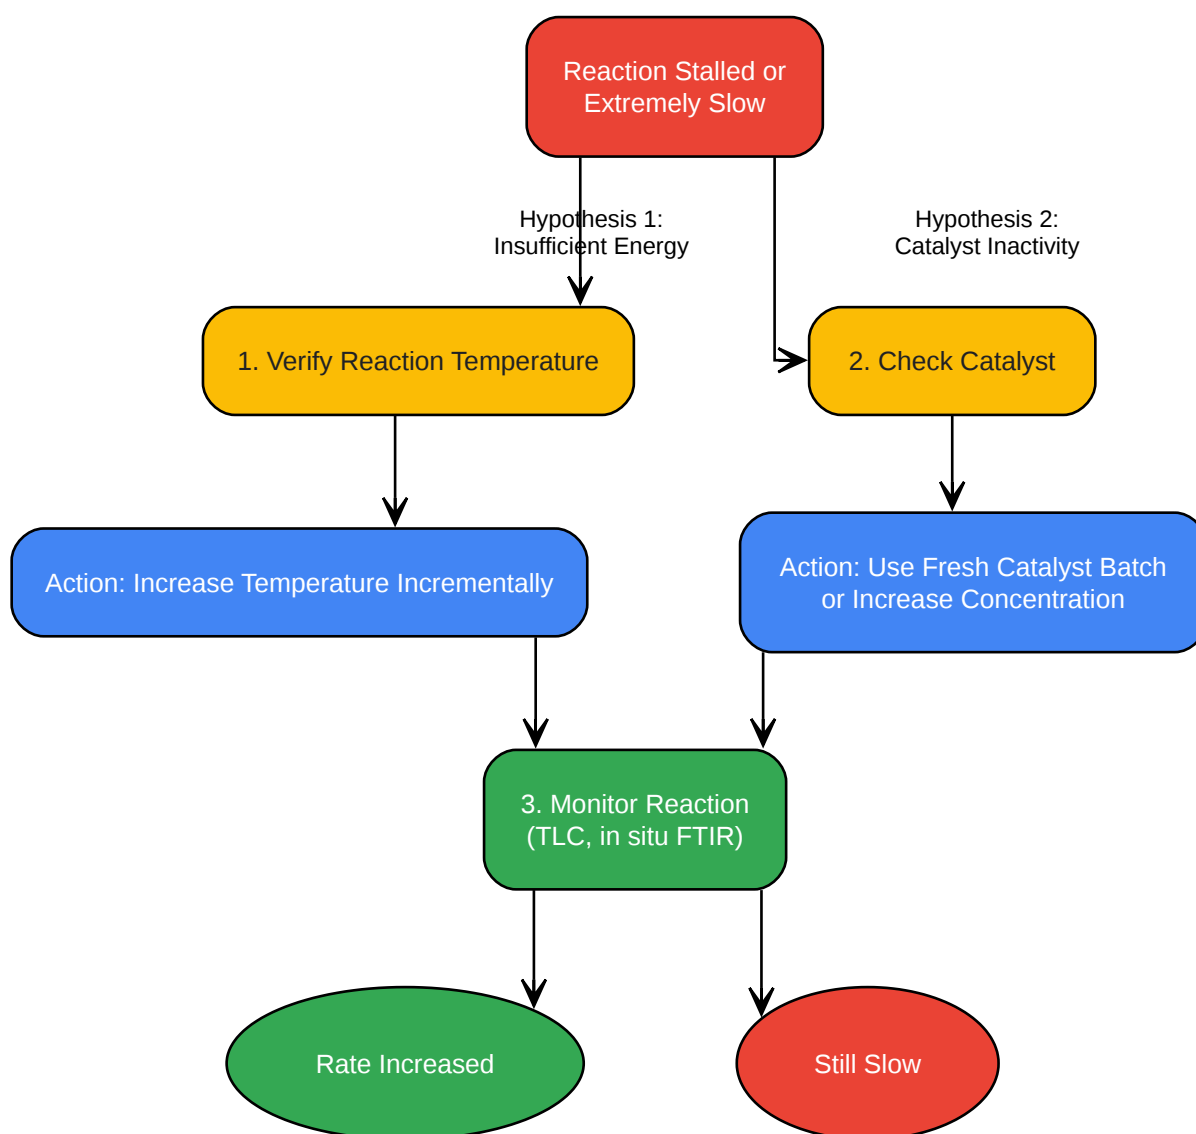 Reaction Stalled or
Extremely Slow
Hypothesis 1:
Insufficient Energy
Hypothesis 2:
Catalyst Inactivity
1. Verify Reaction Temperature
2. Check Catalyst
Action: Increase Temperature Incrementally
Action: Use Fresh Catalyst Batch
or Increase Concentration
3. Monitor Reaction
(TLC, in situ FTIR)
Rate Increased
Still Slow